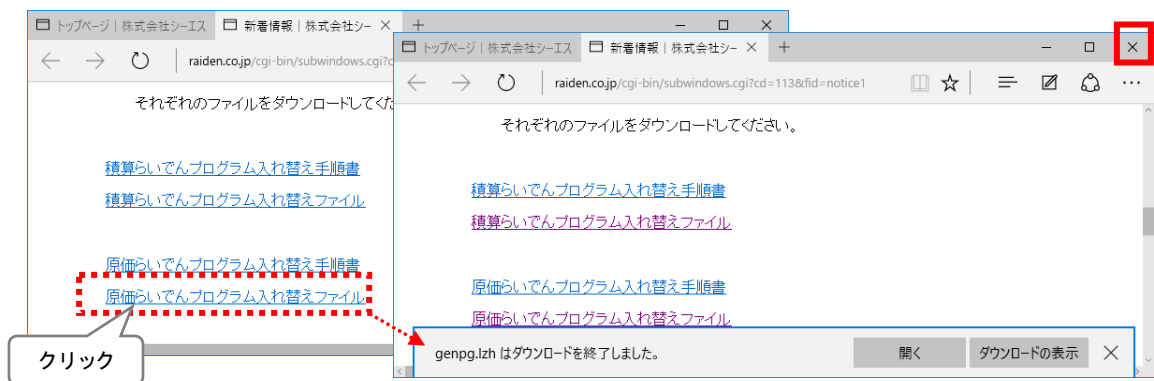 トップページ | 株式会社シーエス
新着情報 | 株式会社シー
raiden.co.jp/cgi-bin/subwindows.cgi?c
それぞれのファイルをダウンロードしてくだ
積算らいでんプログラム入れ替え手順書
積算らいでんプログラム入れ替えファイル
原価らいでんプログラム入れ替え手順書
原価らいでんプログラム入れ替えファイル
クリック
トップページ | 株式会社シーエス
新着情報 | 株式会社シー
raiden.co.jp/cgi-bin/subwindows.cgi?cd=113&fid=notice1
それぞれのファイルをダウンロードしてください。
積算らいでんプログラム入れ替え手順書
積算らいでんプログラム入れ替えファイル
原価らいでんプログラム入れ替え手順書
原価らいでんプログラム入れ替えファイル
genpg.lzh はダウンロードを終了しました。
開く
ダウンロードの表示